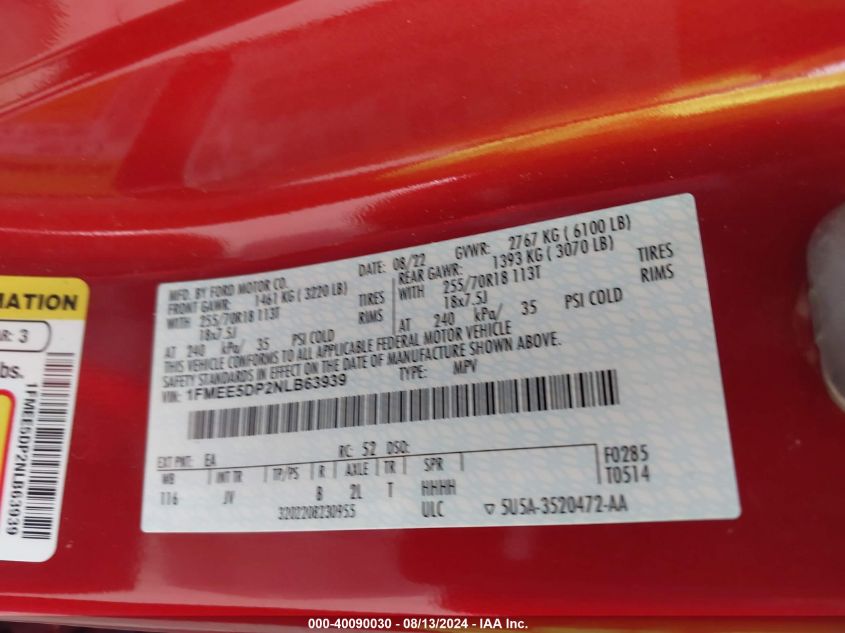 MFD. BY FORD MOTOR CO.
DATE: 08/22 GVWR: 2767 KG ( 6100 LB)
FRONT GAWR: 1461 KG ( 3220 LB) REAR GAWR: 1393 KG ( 3070 LB)
WITH 255/70R18 113T TIRES WITH 255/70R18 113T TIRES
18x7.5J RIMS 18x7.5J RIMS
AT 240 kPa/ 35 PSI COLD AT 240 kPa/ 35 PSI COLD
THIS VEHICLE CONFORMS TO ALL APPLICABLE FEDERAL MOTOR VEHICLE
SAFETY STANDARDS IN EFFECT ON THE DATE OF MANUFACTURE SHOWN ABOVE.
VIN: 1FMEE5DP2NLB63939 TYPE: MPV
EXT PNT: EA RC: 52 DSO:
WB INT TR TP/PS R AXLE TR SPR F0285
116 JV B 2L T HHHH T0514
3202208230955 ULC ▽ 5U5A-3520472-AA
MATION
AR: 3
bs.
1FMEE5DP2NLB63939
000-40090030 - 08/13/2024 - IAA Inc.